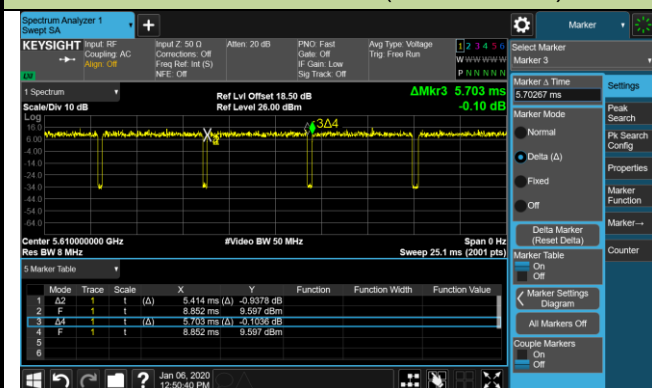 Spectrum Analyzer 1
Swept SA
+
Marker
KEYSIGHT
Input: RF
Coupling: AC
Align: Off
Input Z: 50 Ω
Corrections: Off
Freq Ref: Int (S)
NFE: Off
Atten: 20 dB
PNO: Fast
Gate: Off
IF Gain: Low
Sig Track: Off
Avg Type: Voltage
Trig: Free Run
1 2 3 4 5 6
W W W W W W
P N N N N N
LW
1 Spectrum
Scale/Div 10 dB
Log
Ref Lvl Offset 18.50 dB
Ref Level 26.00 dBm
ΔMkr3 5.703 ms
-0.10 dB
16.0
6.00
-4.00
-14.0
-24.0
-34.0
-44.0
-54.0
-64.0
3Δ4
Center 5.610000000 GHz
Res BW 8 MHz
#Video BW 50 MHz
Span 0 Hz
Sweep 25.1 ms (2001 pts)
5 Marker Table
Mode Trace Scale X Y Function Function Width Function Value
1 Δ2 1 t (Δ) 5.414 ms (Δ) -0.9378 dB
2 F 1 t 8.852 ms 9.597 dBm
3 Δ4 1 t (Δ) 5.703 ms (Δ) -0.1036 dB
4 F 1 t 8.852 ms 9.597 dBm
5
6
Select Marker
Marker 3
Marker Δ Time
5.70267 ms
Marker Mode
Normal
Delta (Δ)
Fixed
Off
Delta Marker
(Reset Delta)
Marker Table
On
Off
Marker Settings
Diagram
All Markers Off
Couple Markers
On
Off
Settings
Peak
Search
Pk Search
Config
Properties
Marker
Function
Marker→
Counter
?
Jan 06, 2020
12:50:40 PM